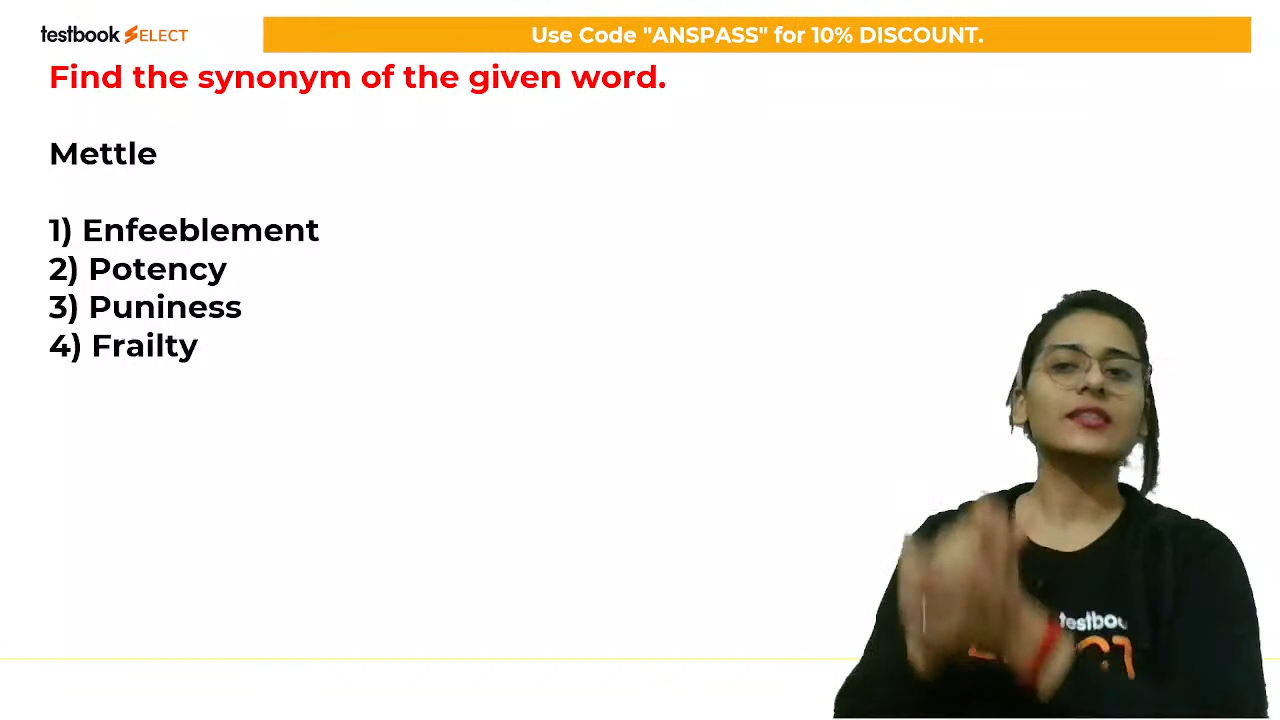 testbook SELECT
Use Code "ANSPASS" for 10% DISCOUNT.
Find the synonym of the given word.
Mettle
1) Enfeeblement
2) Potency
3) Puniness
4) Frailty